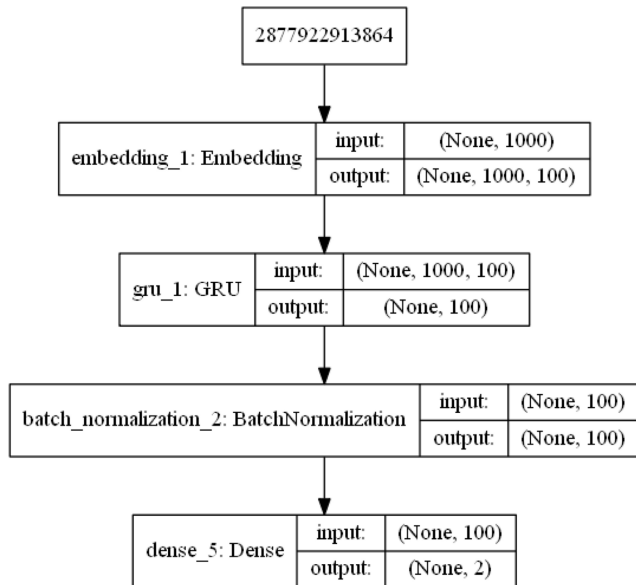 2877922913864
embedding_1: Embedding
input: (None, 1000)
output: (None, 1000, 100)
gru_1: GRU
input: (None, 1000, 100)
output: (None, 100)
batch_normalization_2: BatchNormalization
input: (None, 100)
output: (None, 100)
dense_5: Dense
input: (None, 100)
output: (None, 2)